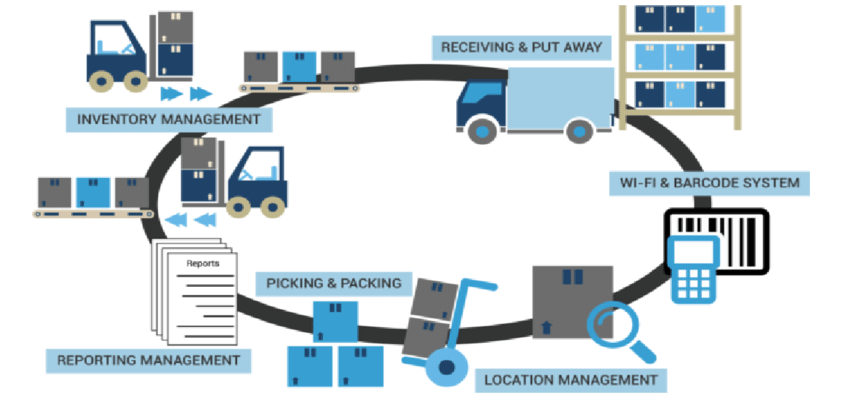 RECEIVING & PUT AWAY
INVENTORY MANAGEMENT
WI-FI & BARCODE SYSTEM
Reports
PICKING & PACKING
REPORTING MANAGEMENT
LOCATION MANAGEMENT